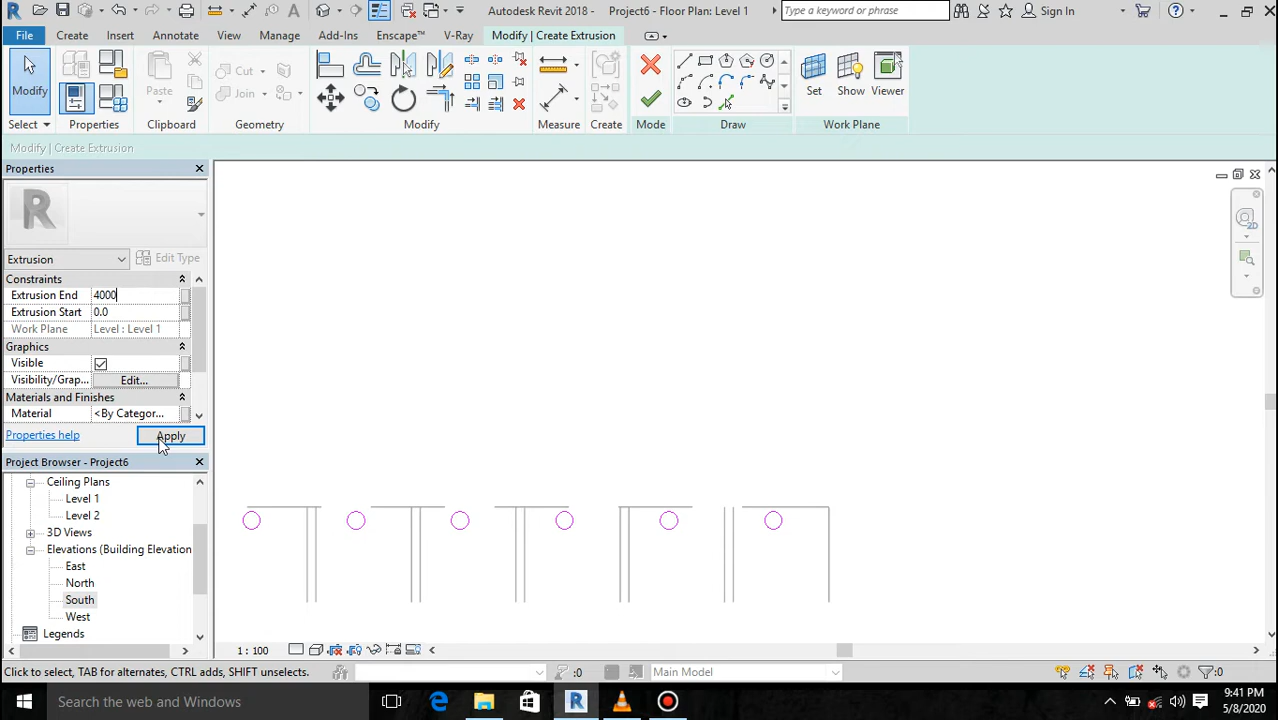 Autodesk Revit 2018 - Project6 - Floor Plan: Level 1
Type a keyword or phrase
Sign In
File Create Insert Annotate View Manage Add-Ins Enscape™ V-Ray Modify | Create Extrusion
Modify Paste Cut Join Set Show Viewer
Select Properties Clipboard Geometry Modify Measure Create Mode Draw Work Plane
Modify | Create Extrusion
Properties
R
Extrusion Edit Type
Constraints
Extrusion End 4000
Extrusion Start 0.0
Work Plane Level : Level 1
Graphics
Visible
Visibility/Grap... Edit...
Materials and Finishes
Material <By Categor...
Properties help Apply
Project Browser - Project6
Ceiling Plans
Level 1
Level 2
3D Views
Elevations (Building Elevation
East
North
South
West
Legends
2D
1 : 100
Click to select, TAB for alternates, CTRL adds, SHIFT unselects.
:0
Main Model
:0
Search the web and Windows
9:41 PM
5/8/2020